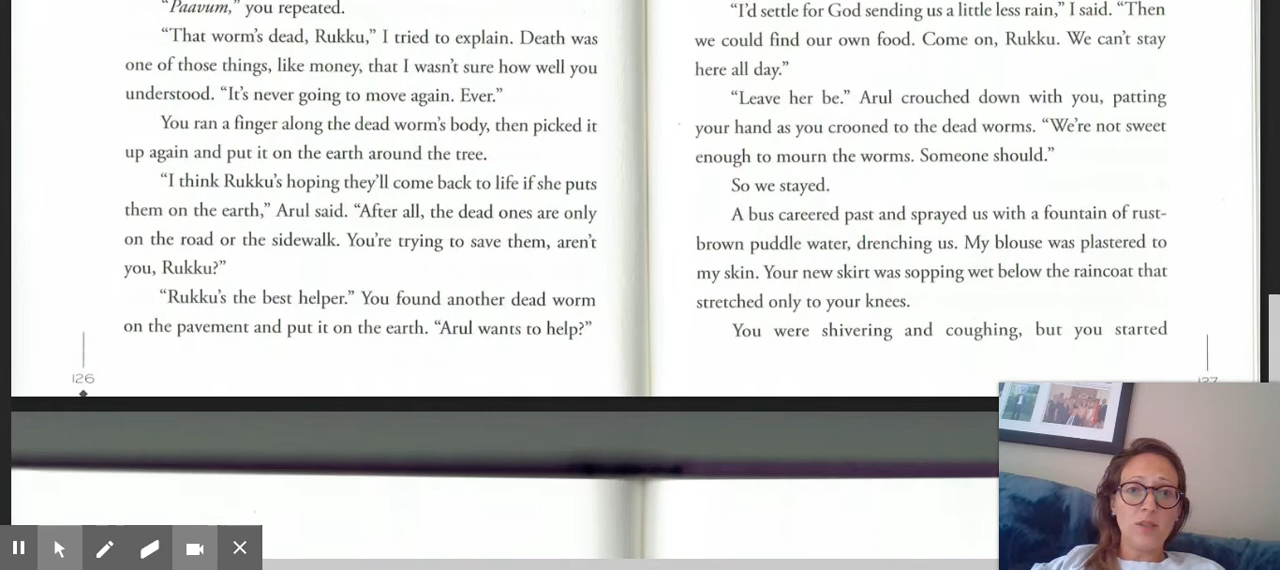 “Paavum,” you repeated.
“That worm’s dead, Rukku,” I tried to explain. Death was
one of those things, like money, that I wasn’t sure how well you
understood. “It’s never going to move again. Ever.”
You ran a finger along the dead worm’s body, then picked it
up again and put it on the earth around the tree.
“I think Rukku’s hoping they’ll come back to life if she puts
them on the earth,” Arul said. “After all, the dead ones are only
on the road or the sidewalk. You’re trying to save them, aren’t
you, Rukku?”
“Rukku’s the best helper.” You found another dead worm
on the pavement and put it on the earth. “Arul wants to help?”
126
“I’d settle for God sending us a little less rain,” I said. “Then
we could find our own food. Come on, Rukku. We can’t stay
here all day.”
“Leave her be.” Arul crouched down with you, patting
your hand as you crooned to the dead worms. “We’re not sweet
enough to mourn the worms. Someone should.”
So we stayed.
A bus careered past and sprayed us with a fountain of rust-
brown puddle water, drenching us. My blouse was plastered to
my skin. Your new skirt was sopping wet below the raincoat that
stretched only to your knees.
You were shivering and coughing, but you started
127